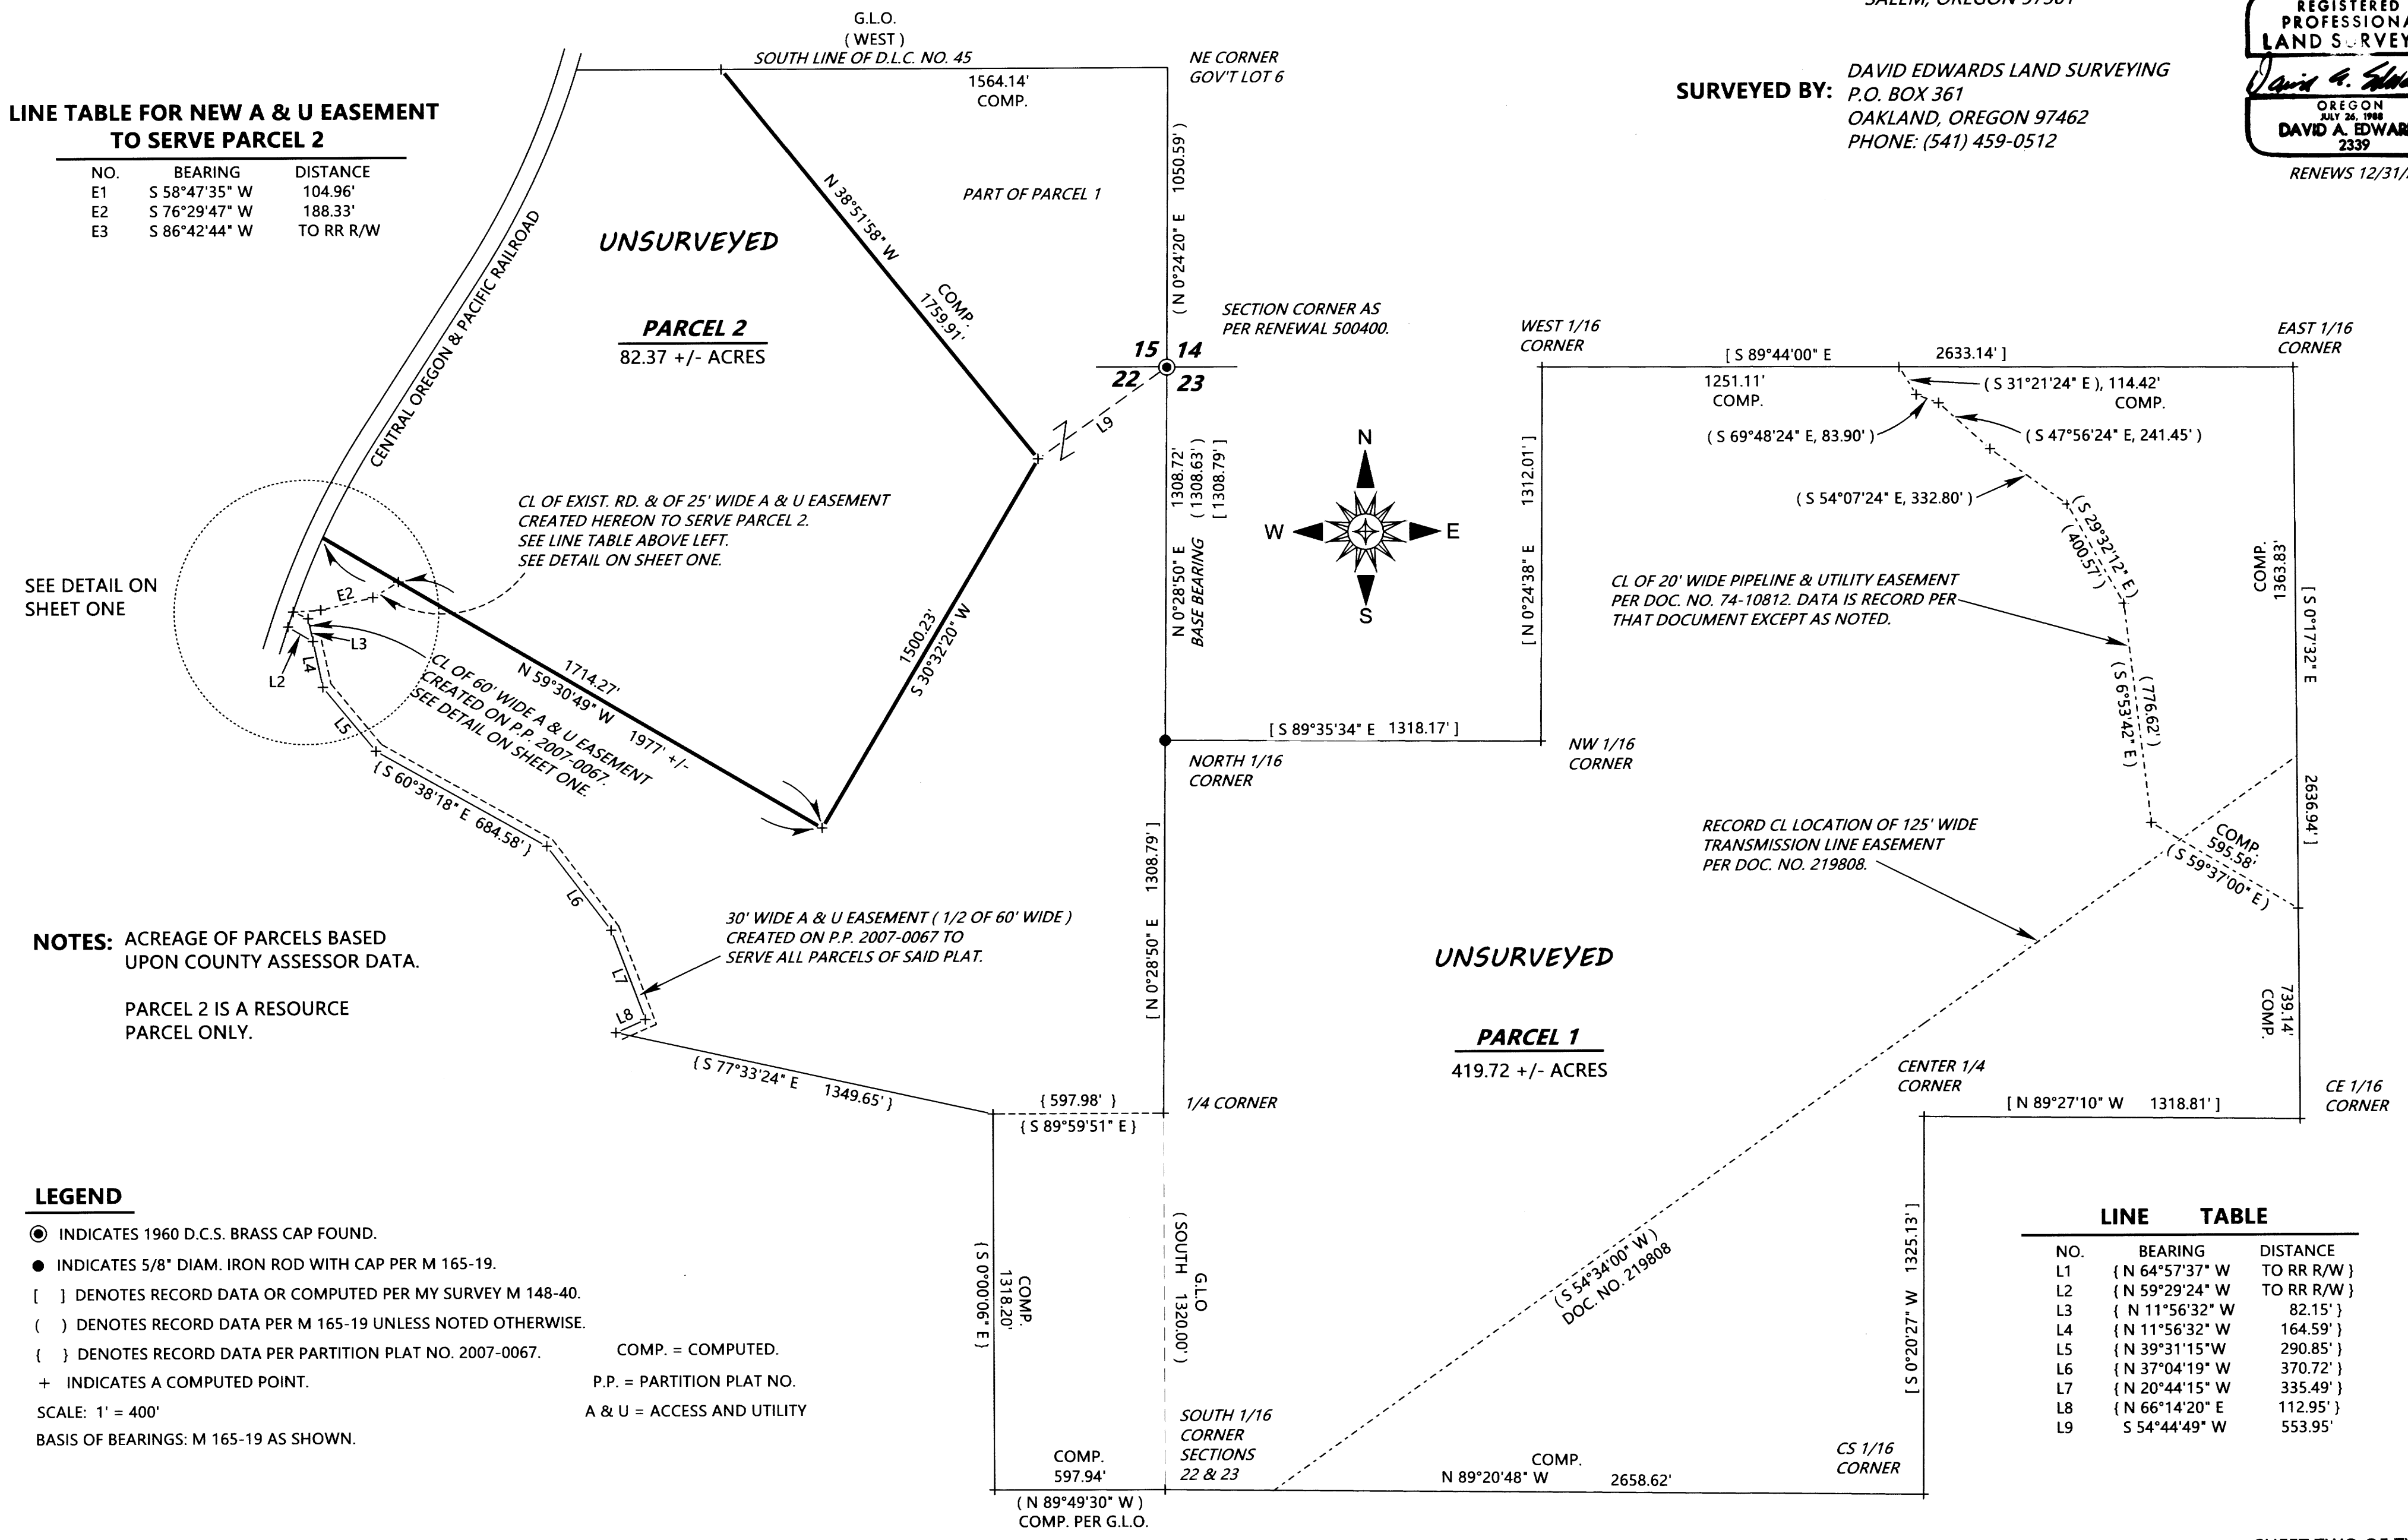 G.L.O.
( WEST )
SOUTH LINE OF D.L.C. NO. 45
1564.14'
COMP.
NE CORNER
GOV'T LOT 6
SALEM, OREGON 97301
SURVEYED BY:
DAVID EDWARDS LAND SURVEYING
P.O. BOX 361
OAKLAND, OREGON 97462
PHONE: (541) 459-0512
REGISTERED
PROFESSIONA
LAND SURVEY
OREGON
JULY 26, 1988
DAVID A. EDWAR
2339
RENEWS 12/31/
LINE TABLE FOR NEW A & U EASEMENT
TO SERVE PARCEL 2
NO. BEARING DISTANCE
E1 S 58°47'35" W 104.96'
E2 S 76°29'47" W 188.33'
E3 S 86°42'44" W TO RR R/W
CENTRAL OREGON & PACIFIC RAILROAD
UNSURVEYED
PARCEL 2
82.37 +/- ACRES
N 38°51'58" W
COMP.
1759.91'
PART OF PARCEL 1
( N 0°24'20" E 1050.59' )
SECTION CORNER AS
PER RENEWAL 500400.
15 14
22 23
L9
N 0°28'50" E 1308.72'
BASE BEARING ( 1308.63' )
[ 1308.79' ]
N
W E
S
WEST 1/16
CORNER
[ S 89°44'00" E 2633.14' ]
EAST 1/16
CORNER
1251.11'
COMP.
( S 31°21'24" E ), 114.42'
COMP.
( S 69°48'24" E, 83.90' )
( S 47°56'24" E, 241.45' )
( S 54°07'24" E, 332.80' )
( S 29°32'12" E )
( 400.57' )
[ N 0°24'38" E 1312.01' ]
COMP.
1363.83'
[ S 0°17'32" E 2636.94' ]
CL OF 20' WIDE PIPELINE & UTILITY EASEMENT
PER DOC. NO. 74-10812. DATA IS RECORD PER
THAT DOCUMENT EXCEPT AS NOTED.
( 776.62' )
( S 6°53'42" E )
CL OF EXIST. RD. & OF 25' WIDE A & U EASEMENT
CREATED HEREON TO SERVE PARCEL 2.
SEE LINE TABLE ABOVE LEFT.
SEE DETAIL ON SHEET ONE.
SEE DETAIL ON
SHEET ONE
E2
L3
L2
L4
L5
1500.23'
S 30°32'20" W
1714.27'
N 59°30'49" W 1977' +/-
CL OF 60' WIDE A & U EASEMENT
CREATED ON P.P. 2007-0067.
SEE DETAIL ON SHEET ONE.
{ S 60°38'18" E 684.58' }
[ S 89°35'34" E 1318.17' ]
NORTH 1/16
CORNER
NW 1/16
CORNER
RECORD CL LOCATION OF 125' WIDE
TRANSMISSION LINE EASEMENT
PER DOC. NO. 219808.
COMP.
595.58'
( S 59°37'00" E )
739.14'
COMP.
L6
L7
L8
30' WIDE A & U EASEMENT ( 1/2 OF 60' WIDE )
CREATED ON P.P. 2007-0067 TO
SERVE ALL PARCELS OF SAID PLAT.
NOTES: ACREAGE OF PARCELS BASED
UPON COUNTY ASSESSOR DATA.
PARCEL 2 IS A RESOURCE
PARCEL ONLY.
[ N 0°28'50" E 1308.79' ]
UNSURVEYED
PARCEL 1
419.72 +/- ACRES
{ S 77°33'24" E 1349.65' }
{ 597.98' }
{ S 89°59'51" E }
1/4 CORNER
CENTER 1/4
CORNER
[ N 89°27'10" W 1318.81' ]
CE 1/16
CORNER
LEGEND
INDICATES 1960 D.C.S. BRASS CAP FOUND.
INDICATES 5/8" DIAM. IRON ROD WITH CAP PER M 165-19.
[ ] DENOTES RECORD DATA OR COMPUTED PER MY SURVEY M 148-40.
( ) DENOTES RECORD DATA PER M 165-19 UNLESS NOTED OTHERWISE.
{ } DENOTES RECORD DATA PER PARTITION PLAT NO. 2007-0067.
+ INDICATES A COMPUTED POINT.
SCALE: 1' = 400'
BASIS OF BEARINGS: M 165-19 AS SHOWN.
COMP. = COMPUTED.
P.P. = PARTITION PLAT NO.
A & U = ACCESS AND UTILITY
COMP.
1318.20'
{ S 0°00'06" E }
G.L.O
( SOUTH 1320.00' )
( S 54°34'00" W )
DOC. NO. 219808
[ S 0°20'27" W 1325.13' ]
SOUTH 1/16
CORNER
SECTIONS
22 & 23
COMP.
597.94'
( N 89°49'30" W )
COMP. PER G.L.O.
COMP.
N 89°20'48" W 2658.62'
CS 1/16
CORNER
LINE TABLE
NO. BEARING DISTANCE
L1 { N 64°57'37" W TO RR R/W }
L2 { N 59°29'24" W TO RR R/W }
L3 { N 11°56'32" W 82.15' }
L4 { N 11°56'32" W 164.59' }
L5 { N 39°31'15"W 290.85' }
L6 { N 37°04'19" W 370.72' }
L7 { N 20°44'15" W 335.49' }
L8 { N 66°14'20" E 112.95' }
L9 S 54°44'49" W 553.95'